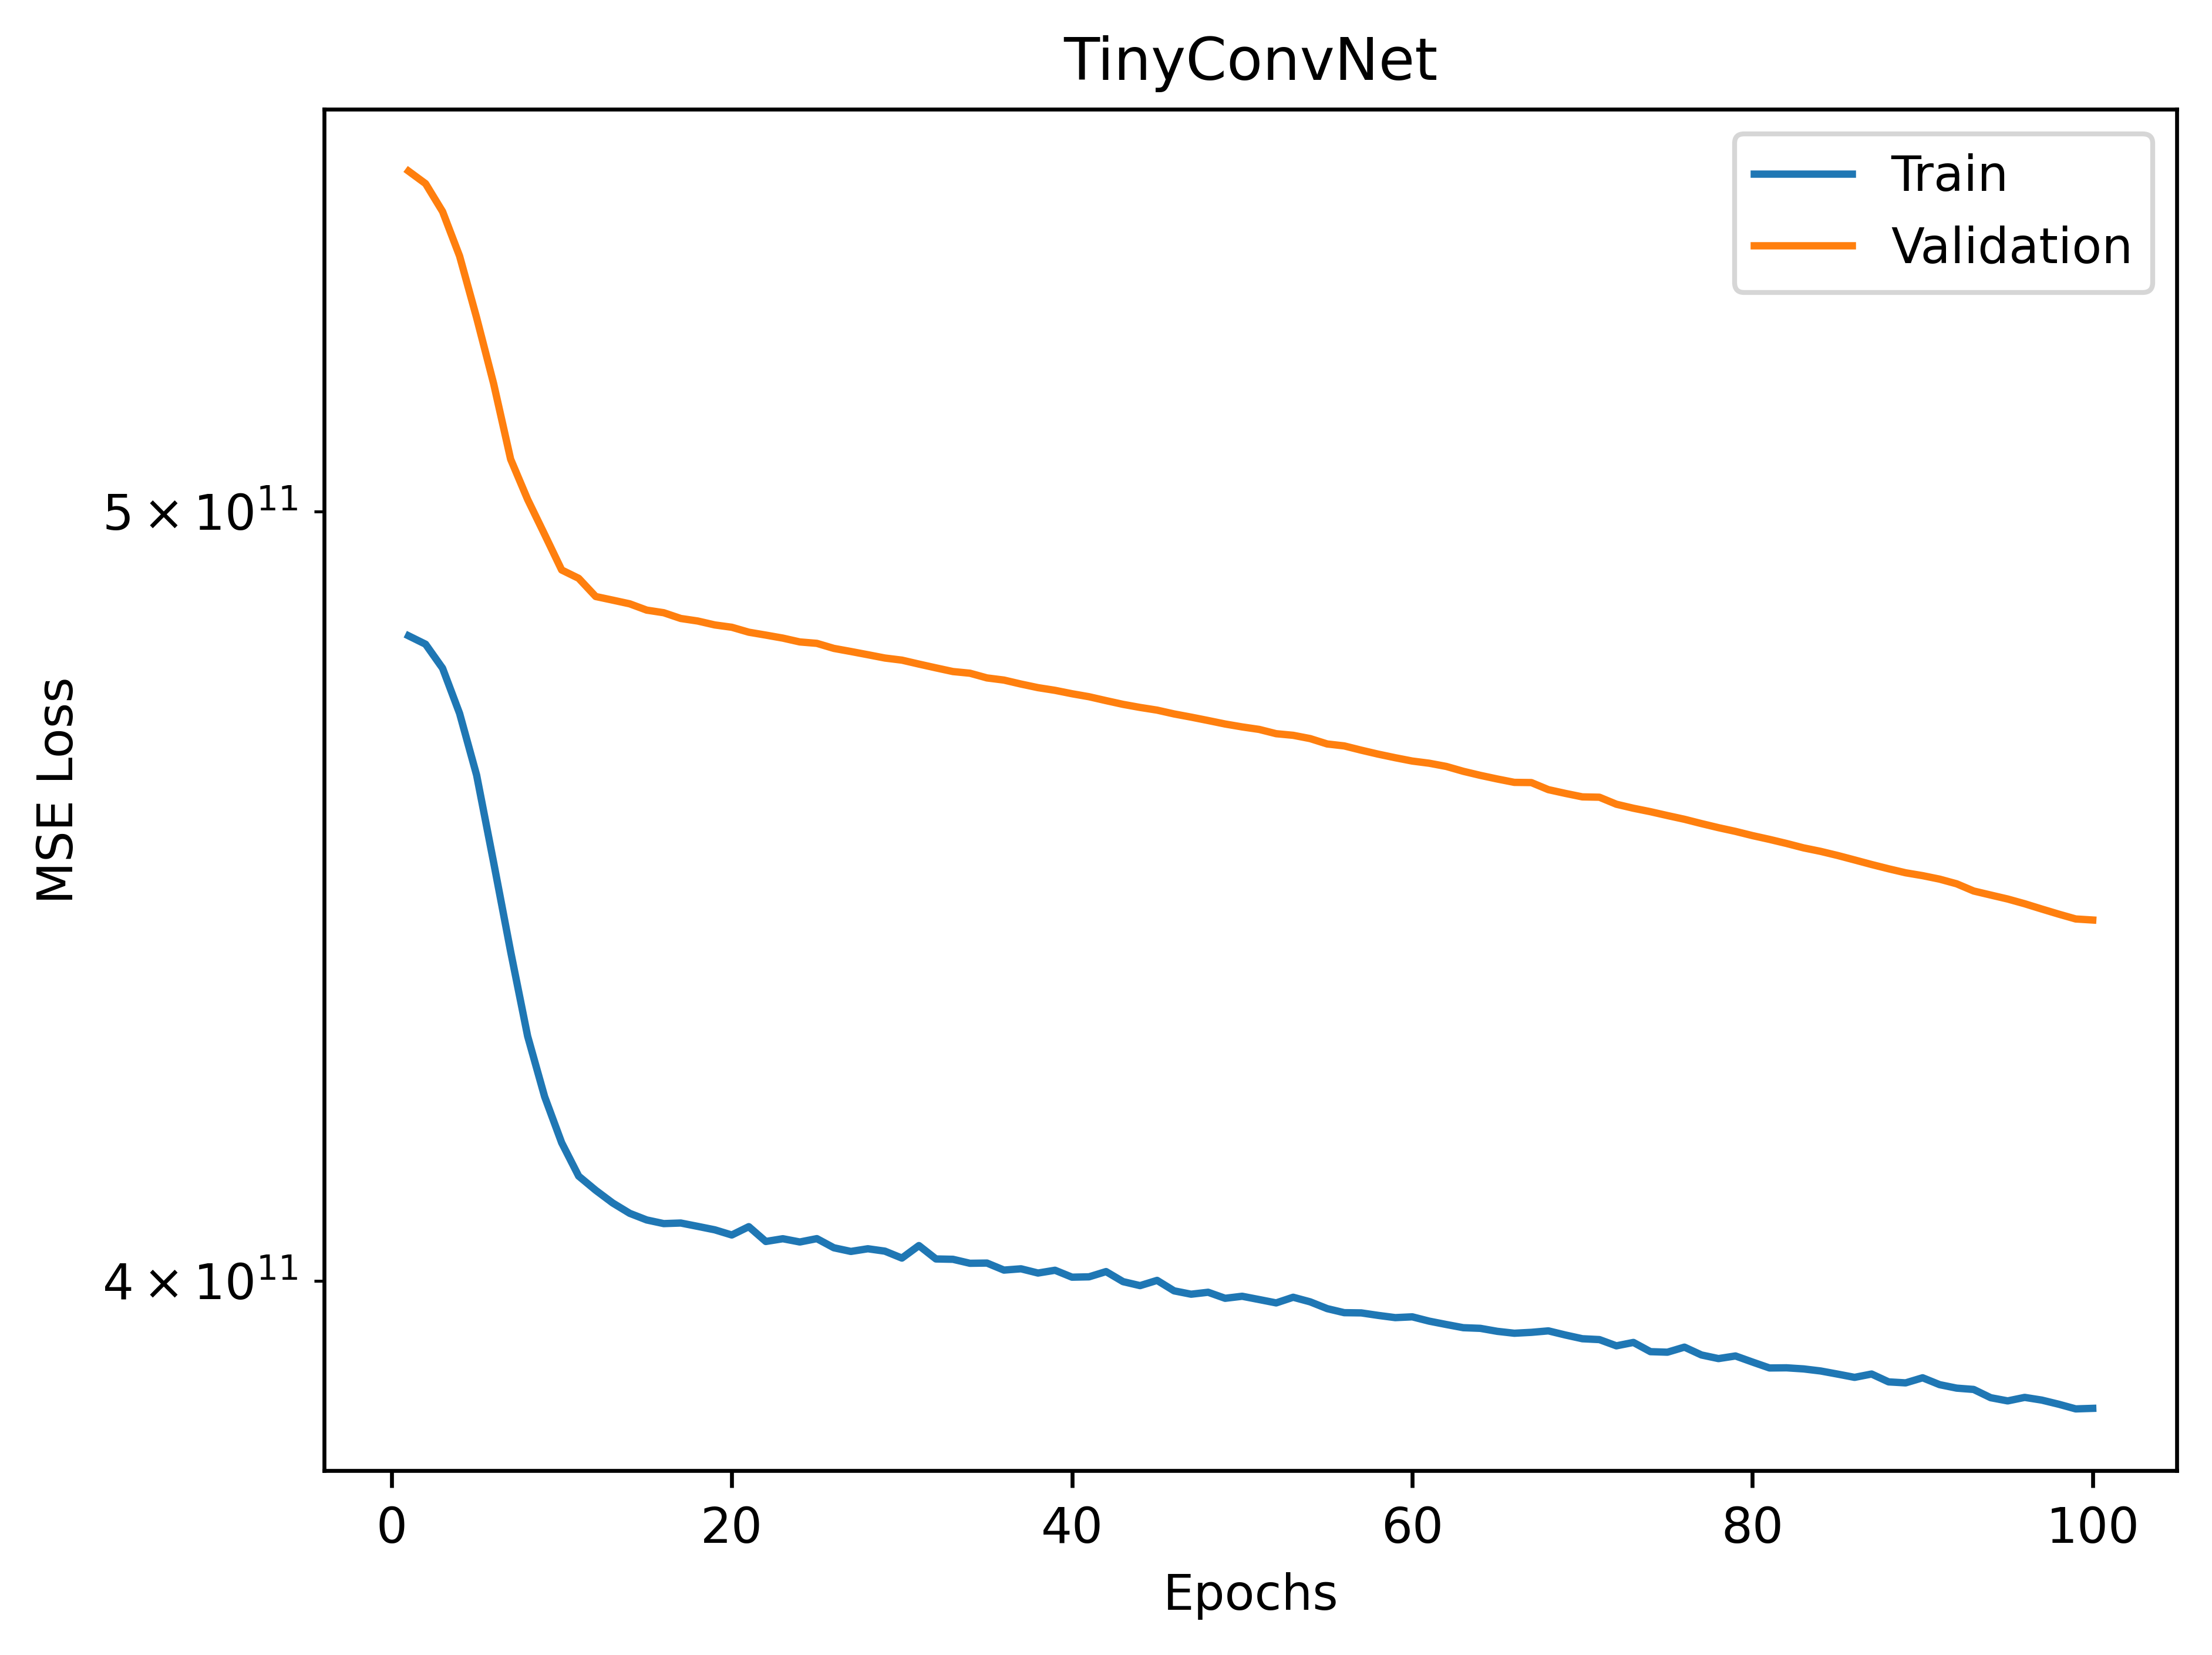 TinyConvNet
Train
Validation
MSE Loss
5 × 10¹¹
4 × 10¹¹
0 20 40 60 80 100
Epochs